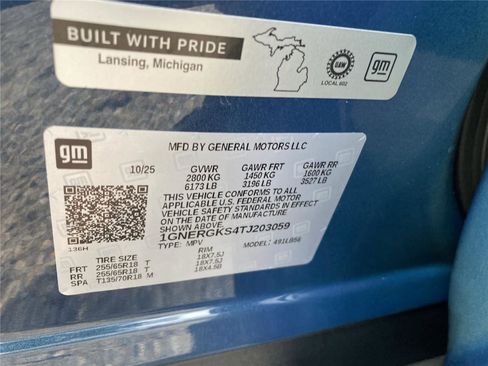 BUILT WITH PRIDE
Lansing, Michigan
UAW
LOCAL 602
gm
gm
MFD BY GENERAL MOTORS LLC
10/25 GVWR GAWR FRT GAWR RR
2800 KG 1450 KG 1600 KG
6173 LB 3196 LB 3527 LB
THIS VEHICLE CONFORMS TO ALL
APPLICABLE U.S. FEDERAL MOTOR
VEHICLE SAFETY STANDARDS IN EFFECT
ON THE DATE OF MANUFACTURE
SHOWN ABOVE.
1GNERGKS4TJ203059
TYPE: MPV MODEL: 491LB56
136H
TIRE SIZE RIM
FRT 255/65R18 T 18X7.5J
RR 255/65R18 T 18X7.5J
T135/70R18 M 18X4.5B